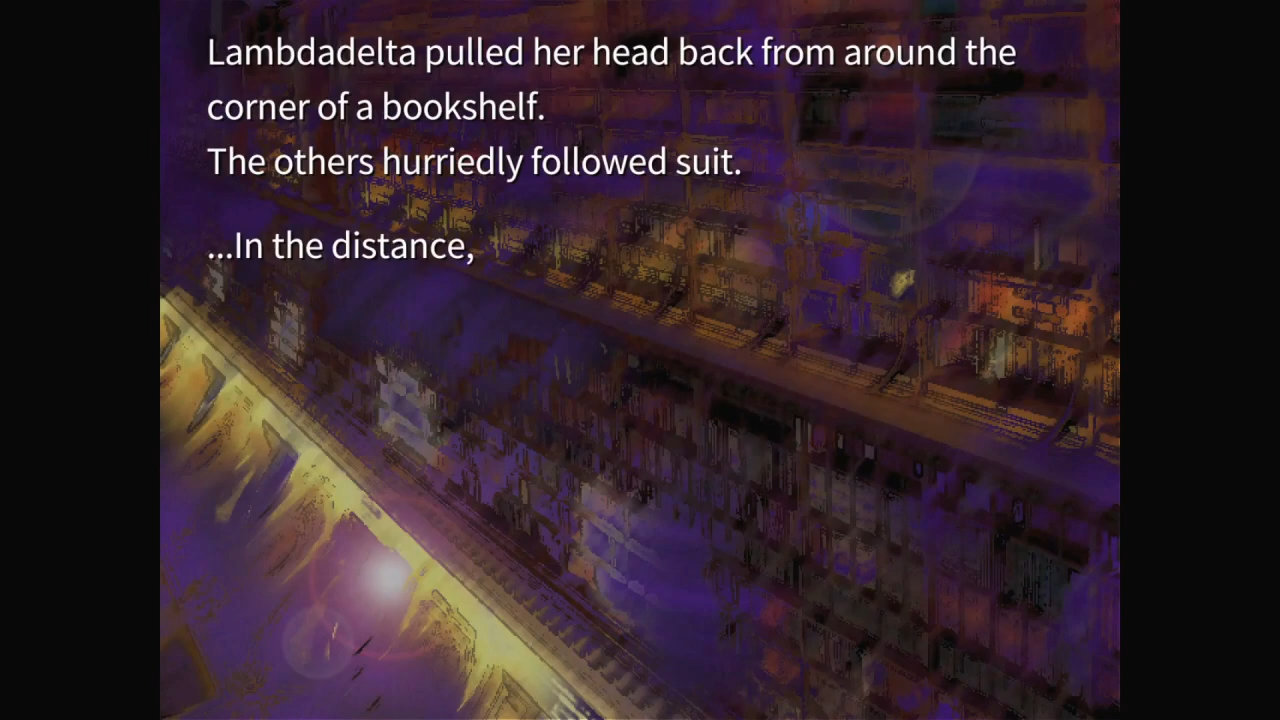 Lambdadelta pulled her head back from around the
corner of a bookshelf.
The others hurriedly followed suit.
...In the distance,